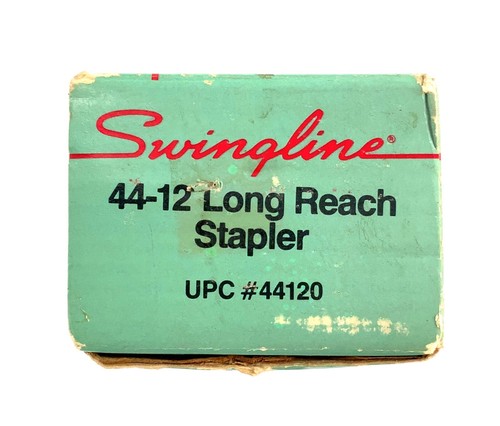 Swingline®
44-12 Long Reach
Stapler
UPC #44120